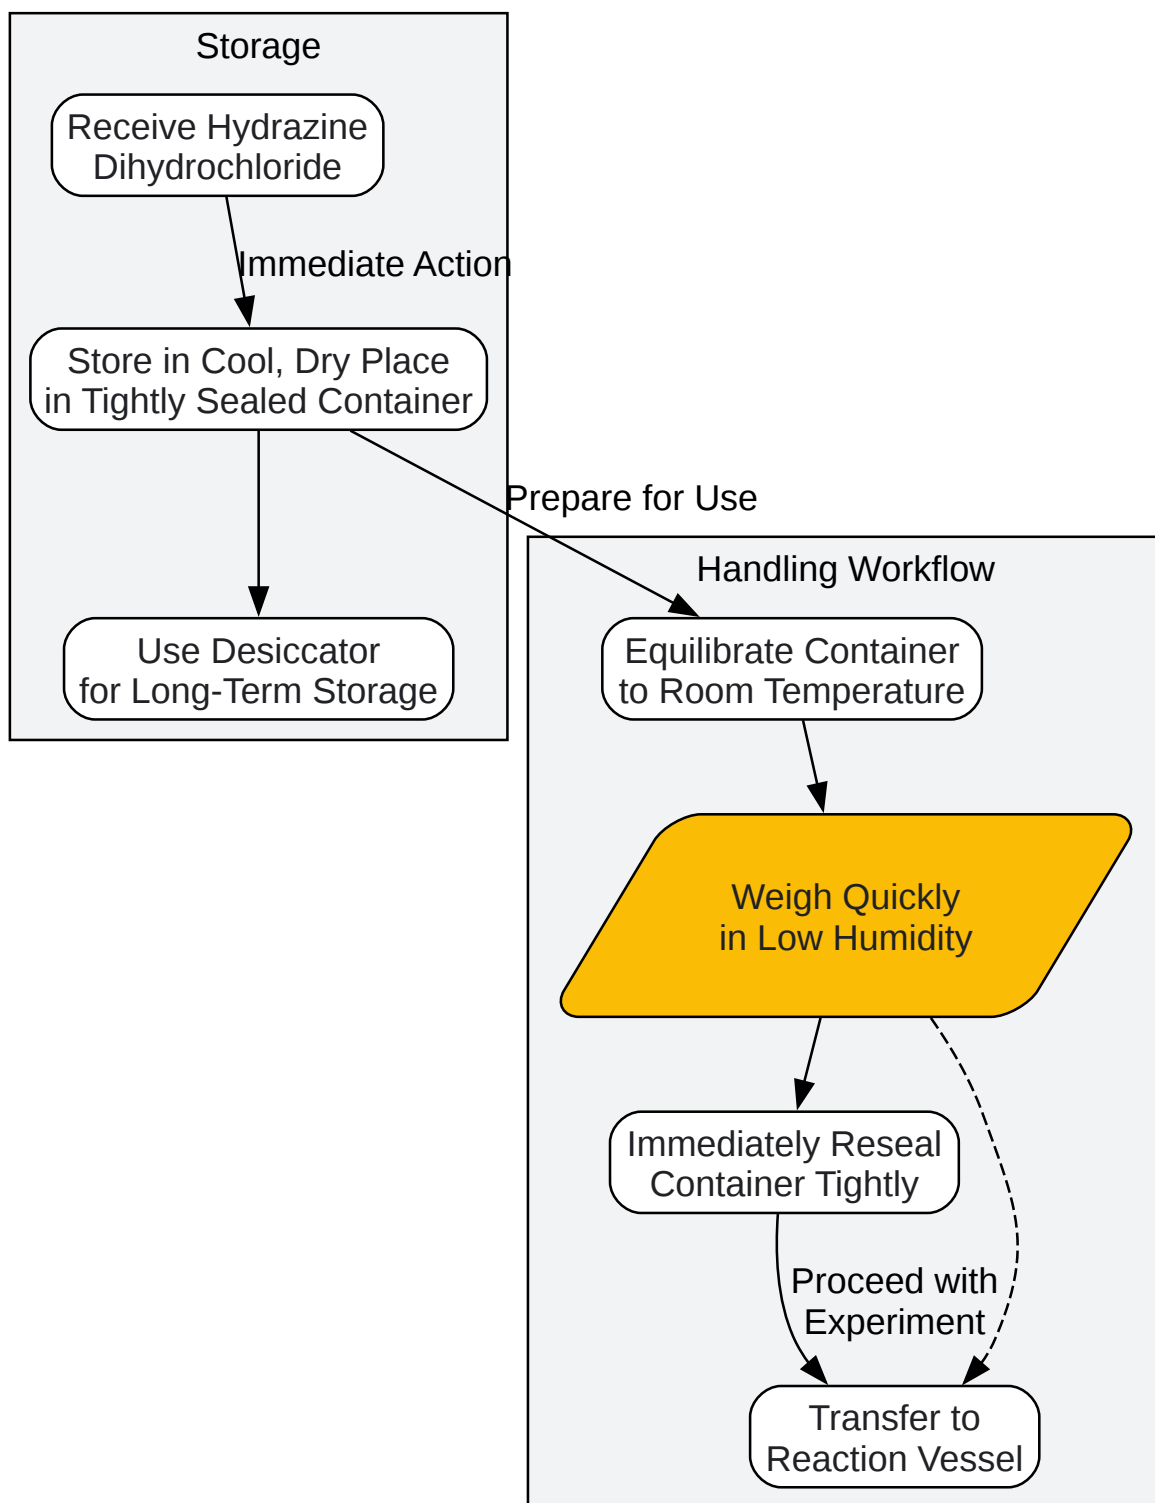 Storage
Receive Hydrazine
Dihydrochloride
Immediate Action
Store in Cool, Dry Place
in Tightly Sealed Container
Prepare for Use
Use Desiccator
for Long-Term Storage
Handling Workflow
Equilibrate Container
to Room Temperature
Weigh Quickly
in Low Humidity
Immediately Reseal
Container Tightly
Proceed with
Experiment
Transfer to
Reaction Vessel